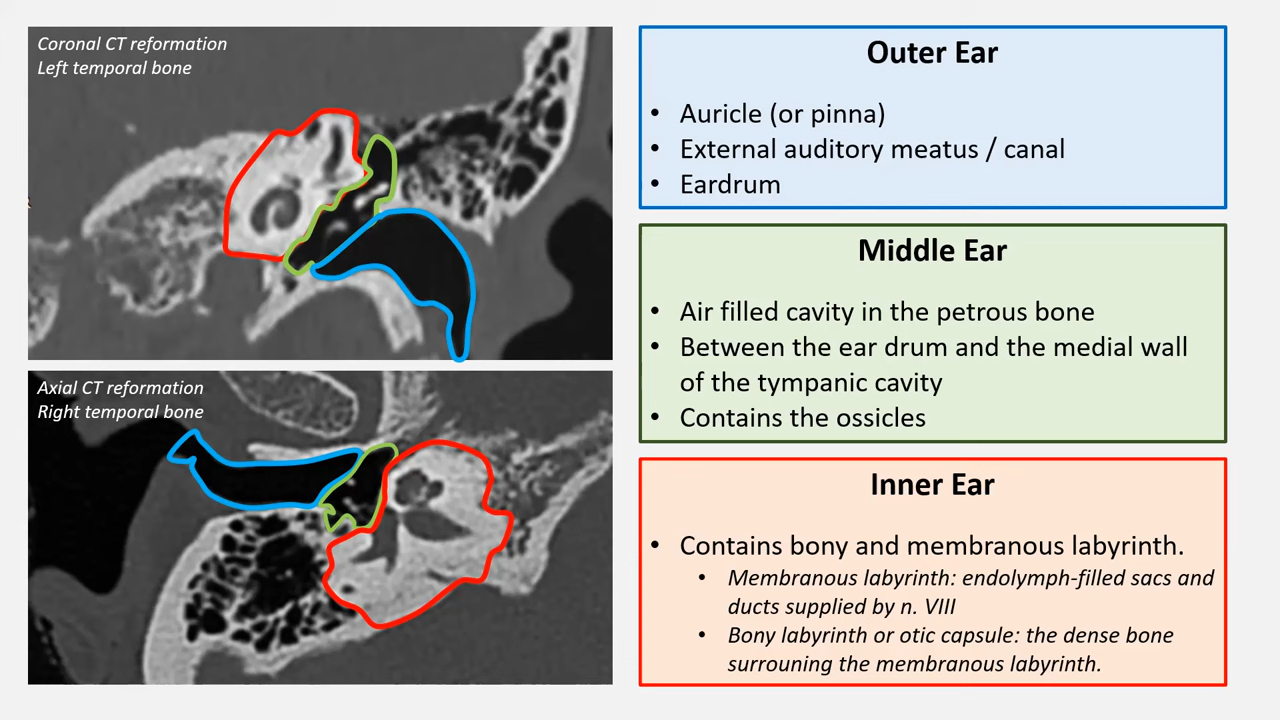 Coronal CT reformation
Left temporal bone
Axial CT reformation
Right temporal bone
Outer Ear
• Auricle (or pinna)
• External auditory meatus / canal
• Eardrum
Middle Ear
• Air filled cavity in the petrous bone
• Between the ear drum and the medial wall
of the tympanic cavity
• Contains the ossicles
Inner Ear
• Contains bony and membranous labyrinth.
• Membranous labyrinth: endolymph-filled sacs and
ducts supplied by n. VIII
• Bony labyrinth or otic capsule: the dense bone
surrouning the membranous labyrinth.